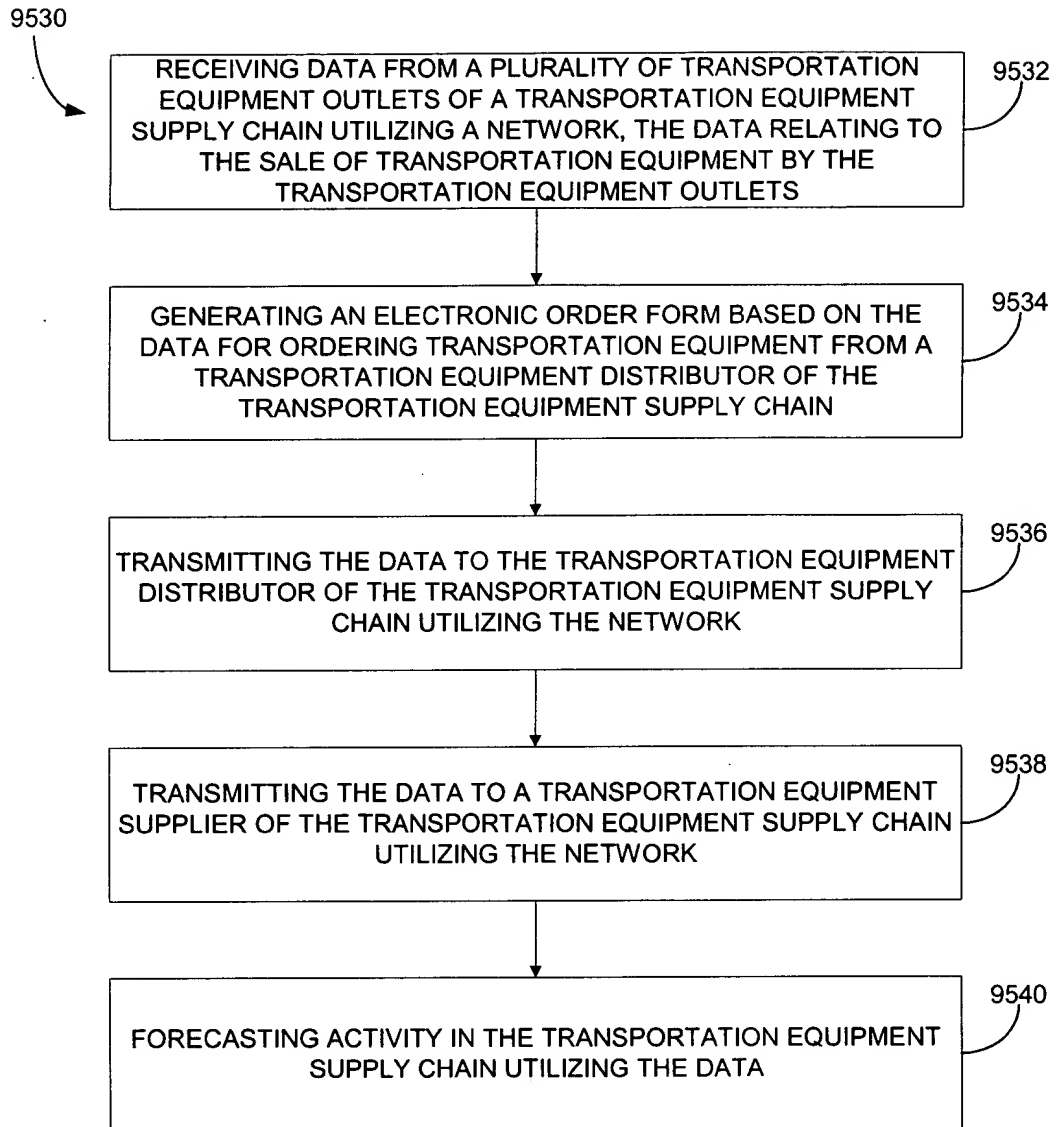 9530
RECEIVING DATA FROM A PLURALITY OF TRANSPORTATION
EQUIPMENT OUTLETS OF A TRANSPORTATION EQUIPMENT
SUPPLY CHAIN UTILIZING A NETWORK, THE DATA RELATING TO
THE SALE OF TRANSPORTATION EQUIPMENT BY THE
TRANSPORTATION EQUIPMENT OUTLETS
9532
GENERATING AN ELECTRONIC ORDER FORM BASED ON THE
DATA FOR ORDERING TRANSPORTATION EQUIPMENT FROM A
TRANSPORTATION EQUIPMENT DISTRIBUTOR OF THE
TRANSPORTATION EQUIPMENT SUPPLY CHAIN
9534
TRANSMITTING THE DATA TO THE TRANSPORTATION EQUIPMENT
DISTRIBUTOR OF THE TRANSPORTATION EQUIPMENT SUPPLY
CHAIN UTILIZING THE NETWORK
9536
TRANSMITTING THE DATA TO A TRANSPORTATION EQUIPMENT
SUPPLIER OF THE TRANSPORTATION EQUIPMENT SUPPLY CHAIN
UTILIZING THE NETWORK
9538
FORECASTING ACTIVITY IN THE TRANSPORTATION EQUIPMENT
SUPPLY CHAIN UTILIZING THE DATA
9540